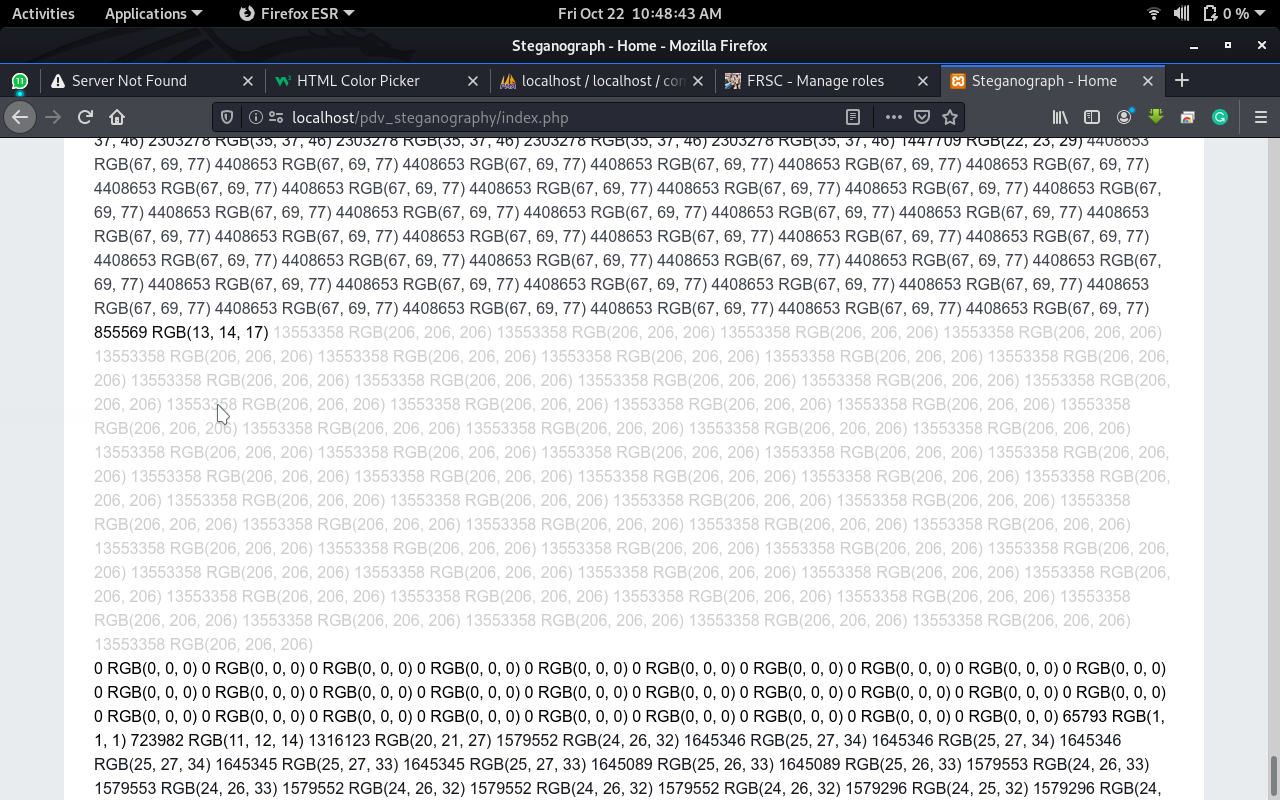 Activities Applications Firefox ESR Fri Oct 22 10:48:43 AM 0 %
Steganograph - Home - Mozilla Firefox
11 Server Not Found HTML Color Picker localhost / localhost / con FRSC - Manage roles Steganograph - Home
localhost/pdv_steganography/index.php
37, 46) 2303278 RGB(35, 37, 46) 2303278 RGB(35, 37, 46) 2303278 RGB(35, 37, 46) 2303278 RGB(35, 37, 46) 1447709 RGB(22, 23, 29) 4408653
RGB(67, 69, 77) 4408653 RGB(67, 69, 77) 4408653 RGB(67, 69, 77) 4408653 RGB(67, 69, 77) 4408653 RGB(67, 69, 77) 4408653 RGB(67, 69, 77)
4408653 RGB(67, 69, 77) 4408653 RGB(67, 69, 77) 4408653 RGB(67, 69, 77) 4408653 RGB(67, 69, 77) 4408653 RGB(67, 69, 77) 4408653 RGB(67,
69, 77) 4408653 RGB(67, 69, 77) 4408653 RGB(67, 69, 77) 4408653 RGB(67, 69, 77) 4408653 RGB(67, 69, 77) 4408653 RGB(67, 69, 77) 4408653
RGB(67, 69, 77) 4408653 RGB(67, 69, 77) 4408653 RGB(67, 69, 77) 4408653 RGB(67, 69, 77) 4408653 RGB(67, 69, 77) 4408653 RGB(67, 69, 77)
4408653 RGB(67, 69, 77) 4408653 RGB(67, 69, 77) 4408653 RGB(67, 69, 77) 4408653 RGB(67, 69, 77) 4408653 RGB(67, 69, 77) 4408653 RGB(67,
69, 77) 4408653 RGB(67, 69, 77) 4408653 RGB(67, 69, 77) 4408653 RGB(67, 69, 77) 4408653 RGB(67, 69, 77) 4408653 RGB(67, 69, 77) 4408653
RGB(67, 69, 77) 4408653 RGB(67, 69, 77) 4408653 RGB(67, 69, 77) 4408653 RGB(67, 69, 77) 4408653 RGB(67, 69, 77) 4408653 RGB(67, 69, 77)
855569 RGB(13, 14, 17) 13553358 RGB(206, 206, 206) 13553358 RGB(206, 206, 206) 13553358 RGB(206, 206, 206) 13553358 RGB(206, 206, 206)
13553358 RGB(206, 206, 206) 13553358 RGB(206, 206, 206) 13553358 RGB(206, 206, 206) 13553358 RGB(206, 206, 206) 13553358 RGB(206, 206,
206) 13553358 RGB(206, 206, 206) 13553358 RGB(206, 206, 206) 13553358 RGB(206, 206, 206) 13553358 RGB(206, 206, 206) 13553358 RGB(206,
206, 206) 13553358 RGB(206, 206, 206) 13553358 RGB(206, 206, 206) 13553358 RGB(206, 206, 206) 13553358 RGB(206, 206, 206) 13553358
RGB(206, 206, 206) 13553358 RGB(206, 206, 206) 13553358 RGB(206, 206, 206) 13553358 RGB(206, 206, 206) 13553358 RGB(206, 206, 206)
13553358 RGB(206, 206, 206) 13553358 RGB(206, 206, 206) 13553358 RGB(206, 206, 206) 13553358 RGB(206, 206, 206) 13553358 RGB(206, 206,
206) 13553358 RGB(206, 206, 206) 13553358 RGB(206, 206, 206) 13553358 RGB(206, 206, 206) 13553358 RGB(206, 206, 206) 13553358 RGB(206,
206, 206) 13553358 RGB(206, 206, 206) 13553358 RGB(206, 206, 206) 13553358 RGB(206, 206, 206) 13553358 RGB(206, 206, 206) 13553358
RGB(206, 206, 206) 13553358 RGB(206, 206, 206) 13553358 RGB(206, 206, 206) 13553358 RGB(206, 206, 206) 13553358 RGB(206, 206, 206)
13553358 RGB(206, 206, 206) 13553358 RGB(206, 206, 206) 13553358 RGB(206, 206, 206) 13553358 RGB(206, 206, 206) 13553358 RGB(206, 206,
206) 13553358 RGB(206, 206, 206) 13553358 RGB(206, 206, 206) 13553358 RGB(206, 206, 206) 13553358 RGB(206, 206, 206) 13553358 RGB(206,
206, 206) 13553358 RGB(206, 206, 206) 13553358 RGB(206, 206, 206) 13553358 RGB(206, 206, 206) 13553358 RGB(206, 206, 206) 13553358
RGB(206, 206, 206) 13553358 RGB(206, 206, 206) 13553358 RGB(206, 206, 206) 13553358 RGB(206, 206, 206) 13553358 RGB(206, 206, 206)
13553358 RGB(206, 206, 206)
0 RGB(0, 0, 0) 0 RGB(0, 0, 0) 0 RGB(0, 0, 0) 0 RGB(0, 0, 0) 0 RGB(0, 0, 0) 0 RGB(0, 0, 0) 0 RGB(0, 0, 0) 0 RGB(0, 0, 0) 0 RGB(0, 0, 0) 0 RGB(0, 0, 0)
0 RGB(0, 0, 0) 0 RGB(0, 0, 0) 0 RGB(0, 0, 0) 0 RGB(0, 0, 0) 0 RGB(0, 0, 0) 0 RGB(0, 0, 0) 0 RGB(0, 0, 0) 0 RGB(0, 0, 0) 0 RGB(0, 0, 0) 0 RGB(0, 0, 0)
0 RGB(0, 0, 0) 0 RGB(0, 0, 0) 0 RGB(0, 0, 0) 0 RGB(0, 0, 0) 0 RGB(0, 0, 0) 0 RGB(0, 0, 0) 0 RGB(0, 0, 0) 0 RGB(0, 0, 0) 0 RGB(0, 0, 0) 65793 RGB(1,
1, 1) 723982 RGB(11, 12, 14) 1316123 RGB(20, 21, 27) 1579552 RGB(24, 26, 32) 1645346 RGB(25, 27, 34) 1645346 RGB(25, 27, 34) 1645346
RGB(25, 27, 34) 1645345 RGB(25, 27, 33) 1645345 RGB(25, 27, 33) 1645089 RGB(25, 26, 33) 1645089 RGB(25, 26, 33) 1579553 RGB(24, 26, 33)
1579553 RGB(24, 26, 33) 1579552 RGB(24, 26, 32) 1579552 RGB(24, 26, 32) 1579552 RGB(24, 26, 32) 1579296 RGB(24, 25, 32) 1579296 RGB(24,